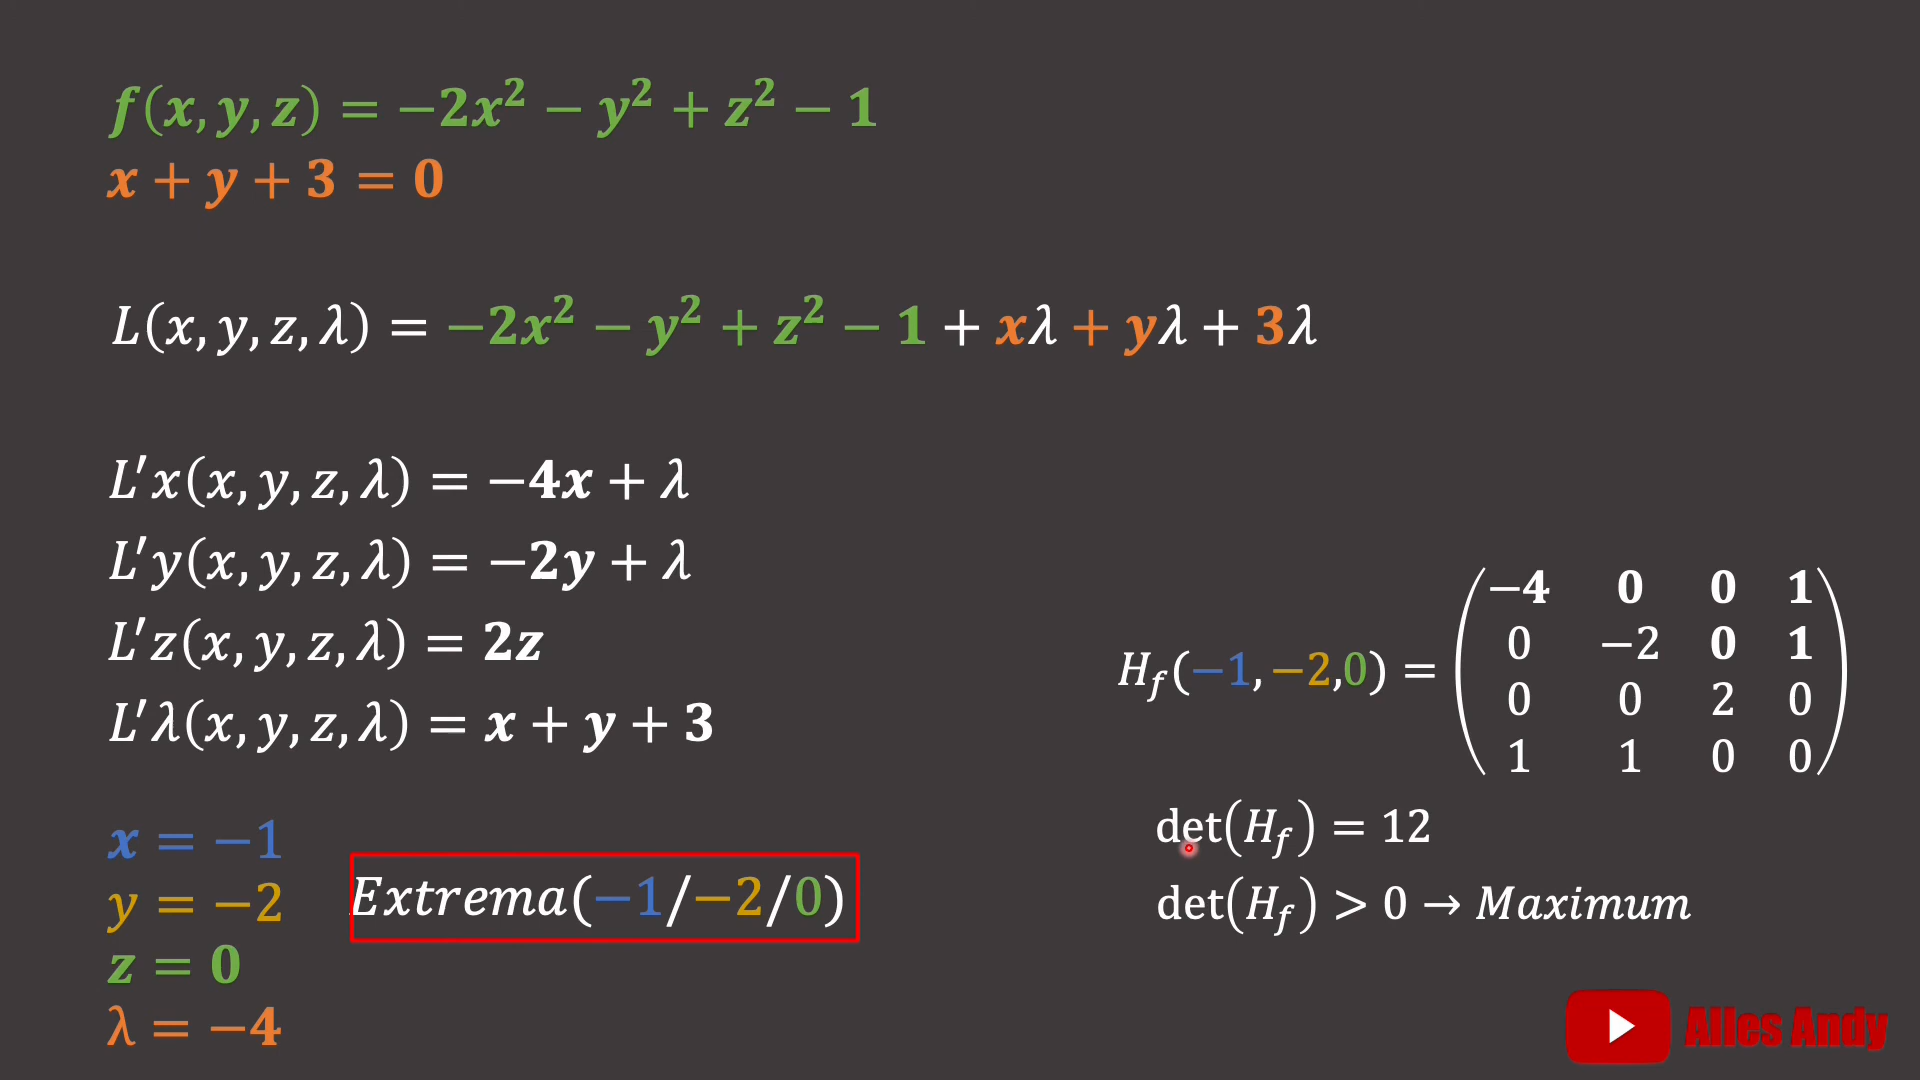 f(x, y, z) = −2x² − y² + z² − 1
x + y + 3 = 0
L(x, y, z, λ) = −2x² − y² + z² − 1 + xλ + yλ + 3λ
L′x(x, y, z, λ) = −4x + λ
L′y(x, y, z, λ) = −2y + λ
L′z(x, y, z, λ) = 2z
L′λ(x, y, z, λ) = x + y + 3
x = −1
y = −2
z = 0
λ = −4
Extrema(−1/−2/0)
H_f(−1, −2,0) =
−4 0 0 1
0 −2 0 1
0 0 2 0
1 1 0 0
det(H_f) = 12
det(H_f) > 0 → Maximum
Alles Andy